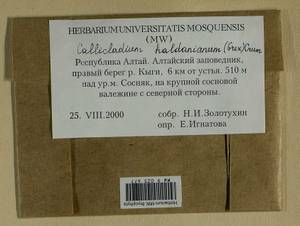 HERBARIUM UNIVERSITATIS MOSQUENSIS
(MW)
Callicladium haldanianum (Grev.) Crum
Республика Алтай. Алтайский заповедник,
правый берег р. Кыги, 6 км от устья. 510 м
над ур.м. Сосняк, на крупной сосновой
валежине с северной стороны.
25. VIII.2000 собр. Н.И.Золотухин
опр. Е.Игнатова